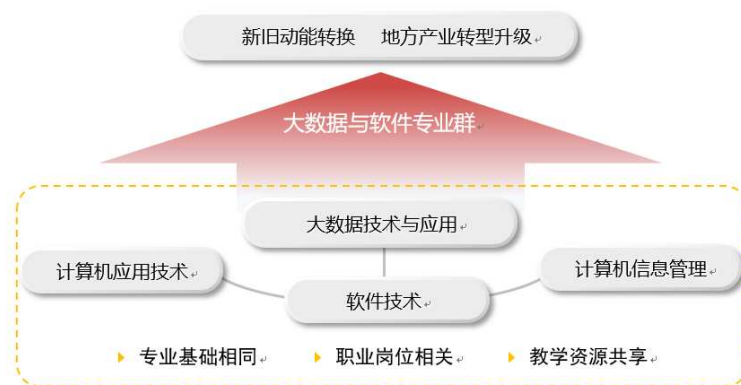 新旧动能转换 地方产业转型升级
大数据与软件专业群
大数据技术与应用
计算机应用技术
计算机信息管理
软件技术
专业基础相同
职业岗位相关
教学资源共享